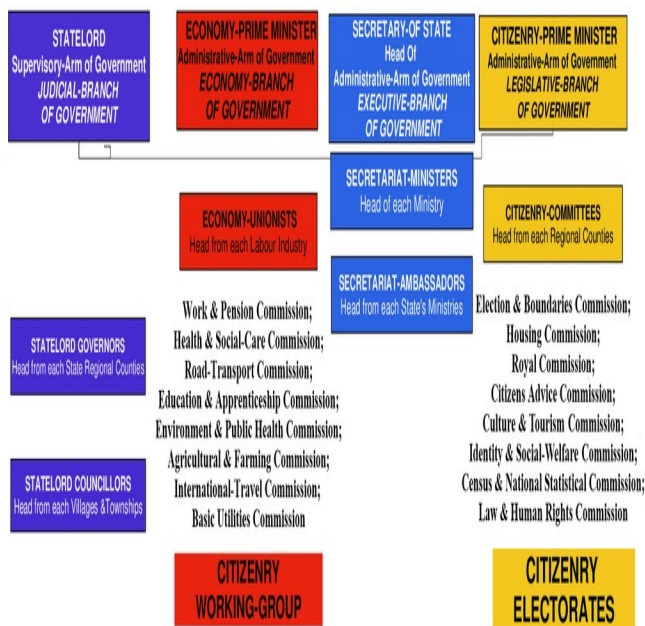 STATELORD
Supervisory-Arm of Government
JUDICIAL-BRANCH
OF GOVERNMENT
ECONOMY-PRIME MINISTER
Administrative-Arm of Government
ECONOMY-BRANCH
OF GOVERNMENT
SECRETARY-OF STATE
Head Of
Administrative-Arm of Government
EXECUTIVE-BRANCH
OF GOVERNMENT
CITIZENRY-PRIME MINISTER
Administrative-Arm of Government
LEGISLATIVE-BRANCH
OF GOVERNMENT
SECRETARIAT-MINISTERS
Head of each Ministry
ECONOMY-UNIONISTS
Head from each Labour Industry
CITIZENRY-COMMITTEES
Head from each Regional Counties
SECRETARIAT-AMBASSADORS
Head from each State's Ministries
STATELORD GOVERNORS
Head from each State Regional Counties
STATELORD COUNCILLORS
Head from each Villages &Townships
Work & Pension Commission;
Health & Social-Care Commission;
Road-Transport Commission;
Education & Apprenticeship Commission;
Environment & Public Health Commission;
Agricultural & Farming Commission;
International-Travel Commission;
Basic Utilities Commission
Election & Boundaries Commission;
Housing Commission;
Royal Commission;
Citizens Advice Commission;
Culture & Tourism Commission;
Identity & Social-Welfare Commission;
Census & National Statistical Commission;
Law & Human Rights Commission
CITIZENRY
WORKING-GROUP
CITIZENRY
ELECTORATES